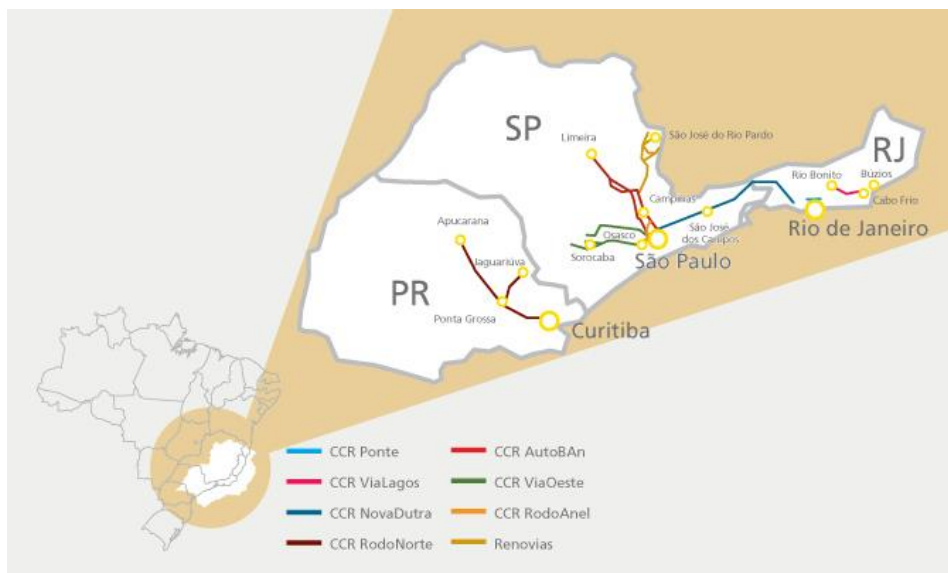 SP
Limeira
São José do Rio Pardo
RJ
Rio Bonito
Búzios
Cabo Frio
Campinas
Rio de Janeiro
São José
dos Campos
Osasco
São Paulo
Sorocaba
Apucarana
Jaguariúva
PR
Ponta Grossa
Curitiba
CCR Ponte
CCR AutoBAn
CCR ViaLagos
CCR ViaOeste
CCR NovaDutra
CCR RodoAnel
CCR RodoNorte
Renovias